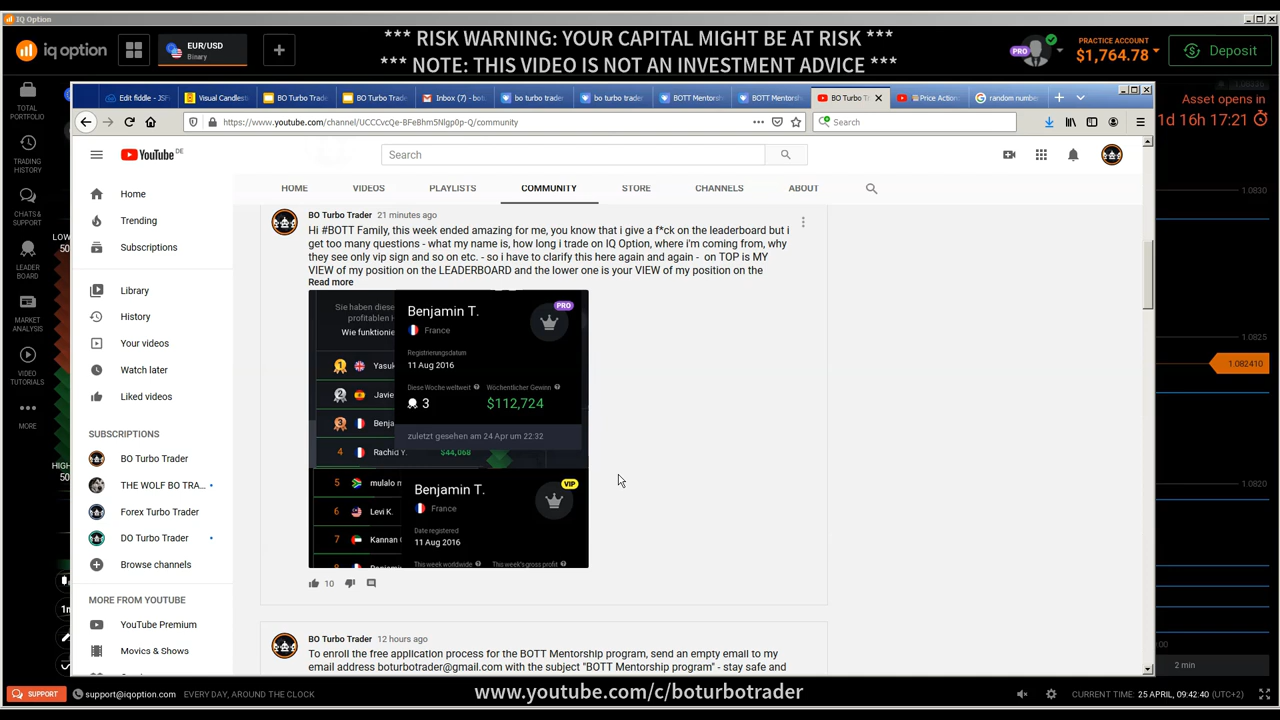 IQ Option
iq option
EUR/USD
Binary
*** RISK WARNING: YOUR CAPITAL MIGHT BE AT RISK ***
*** NOTE: THIS VIDEO IS NOT AN INVESTMENT ADVICE ***
PRO
PRACTICE ACCOUNT
$1,764.78
Deposit
TOTAL PORTFOLIO
TRADING HISTORY
CHATS & SUPPORT
LEADER BOARD
MARKET ANALYSIS
VIDEO TUTORIALS
MORE
Edit fiddle - JSF
Visual Candlest
BO Turbo Trade
BO Turbo Trade
Inbox (7) - bot
bo turbo trader
bo turbo trader
BOTT Mentorsh
BOTT Mentorsh
BO Turbo T
Price Action
random numbe
https://www.youtube.com/channel/UCCCvcQe-BFeBhm5Nlgp0p-Q/community
Search
YouTube DE
Search
HOME
VIDEOS
PLAYLISTS
COMMUNITY
STORE
CHANNELS
ABOUT
Home
Trending
Subscriptions
Library
History
Your videos
Watch later
Liked videos
SUBSCRIPTIONS
BO Turbo Trader
THE WOLF BO TRA...
Forex Turbo Trader
DO Turbo Trader
Browse channels
MORE FROM YOUTUBE
YouTube Premium
Movies & Shows
BO Turbo Trader 21 minutes ago
Hi #BOTT Family, this week ended amazing for me, you know that i give a f*ck on the leaderboard but i
get too many questions - what my name is, how long i trade on IQ Option, where i'm coming from, why
they see only vip sign and so on etc. - so i have to clarify this here again and again - on TOP is MY
VIEW of my position on the LEADERBOARD and the lower one is your VIEW of my position on the
Read more
Sie haben diese
profitablen
Wie funktionie
1 Yasuk
2 Javie
3 Benja
4 Rachid Y. $44,068
5 mulalo
6 Levi K.
7 Kannan
Benjamin T.
PRO
France
Registrierungsdatum
11 Aug 2016
Diese Woche weltweit
Wöchentlicher Gewinn
3
$112,724
zuletzt gesehen am 24 Apr um 22:32
Benjamin T.
VIP
France
Date registered
11 Aug 2016
This week worldwide
This week's gross profit
10
BO Turbo Trader 12 hours ago
To enroll the free application process for the BOTT Mentorship program, send an empty email to my
email address boturbotrader@gmail.com with the subject "BOTT Mentorship program" - stay safe and
Asset opens in
1d 16h 17:21
1.0830
1.0825
1.082410
1.0820
2 min
SUPPORT
support@iqoption.com
EVERY DAY, AROUND THE CLOCK
www.youtube.com/c/boturbotrader
CURRENT TIME: 25 APRIL, 09:42:40 (UTC+2)